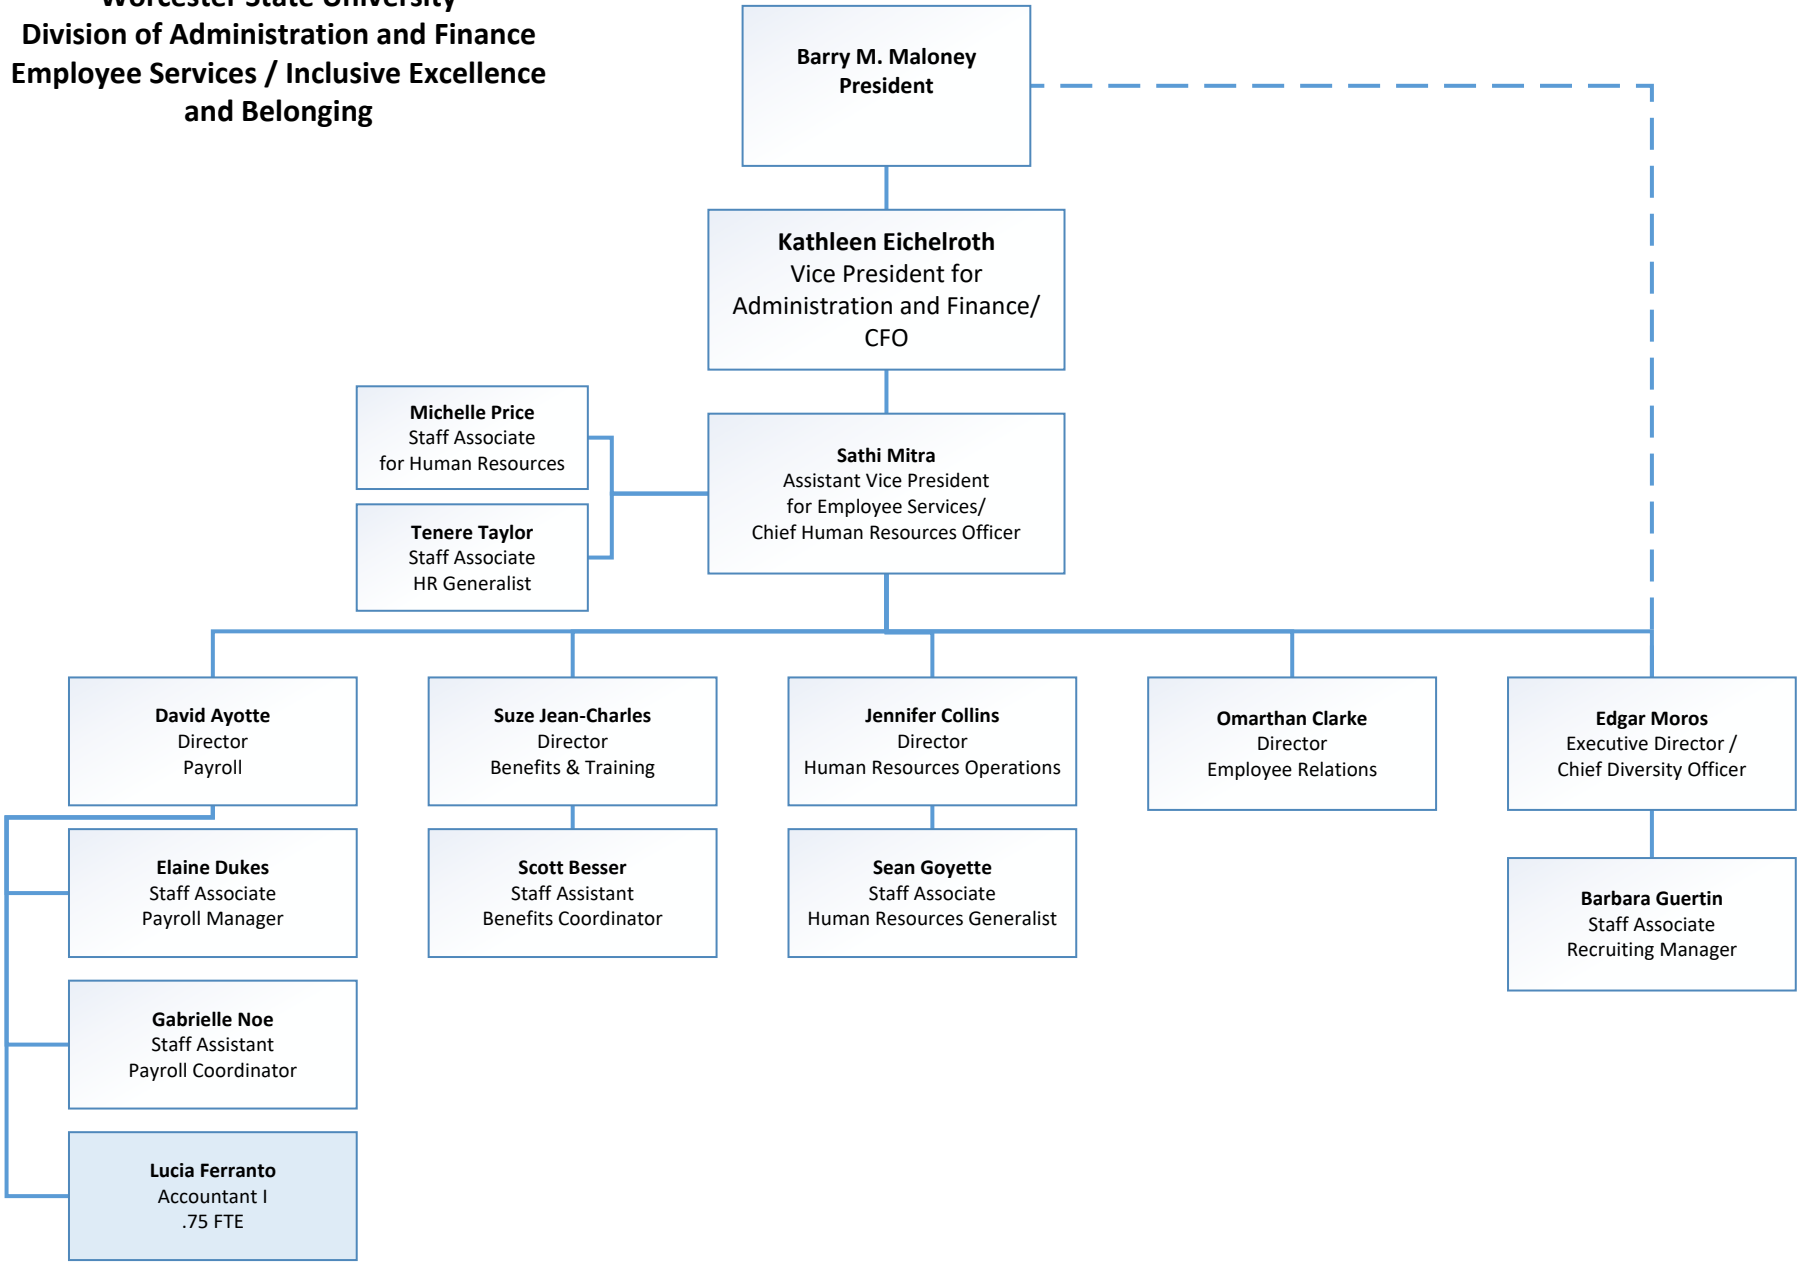 Worcester State University
Division of Administration and Finance
Employee Services / Inclusive Excellence
and Belonging
Barry M. Maloney
President
Kathleen Eichelroth
Vice President for
Administration and Finance/
CFO
Michelle Price
Staff Associate
for Human Resources
Tenere Taylor
Staff Associate
HR Generalist
Sathi Mitra
Assistant Vice President
for Employee Services/
Chief Human Resources Officer
David Ayotte
Director
Payroll
Suze Jean-Charles
Director
Benefits & Training
Jennifer Collins
Director
Human Resources Operations
Omarthan Clarke
Director
Employee Relations
Edgar Moros
Executive Director /
Chief Diversity Officer
Elaine Dukes
Staff Associate
Payroll Manager
Scott Besser
Staff Assistant
Benefits Coordinator
Sean Goyette
Staff Associate
Human Resources Generalist
Barbara Guertin
Staff Associate
Recruiting Manager
Gabrielle Noe
Staff Assistant
Payroll Coordinator
Lucia Ferranto
Accountant I
.75 FTE